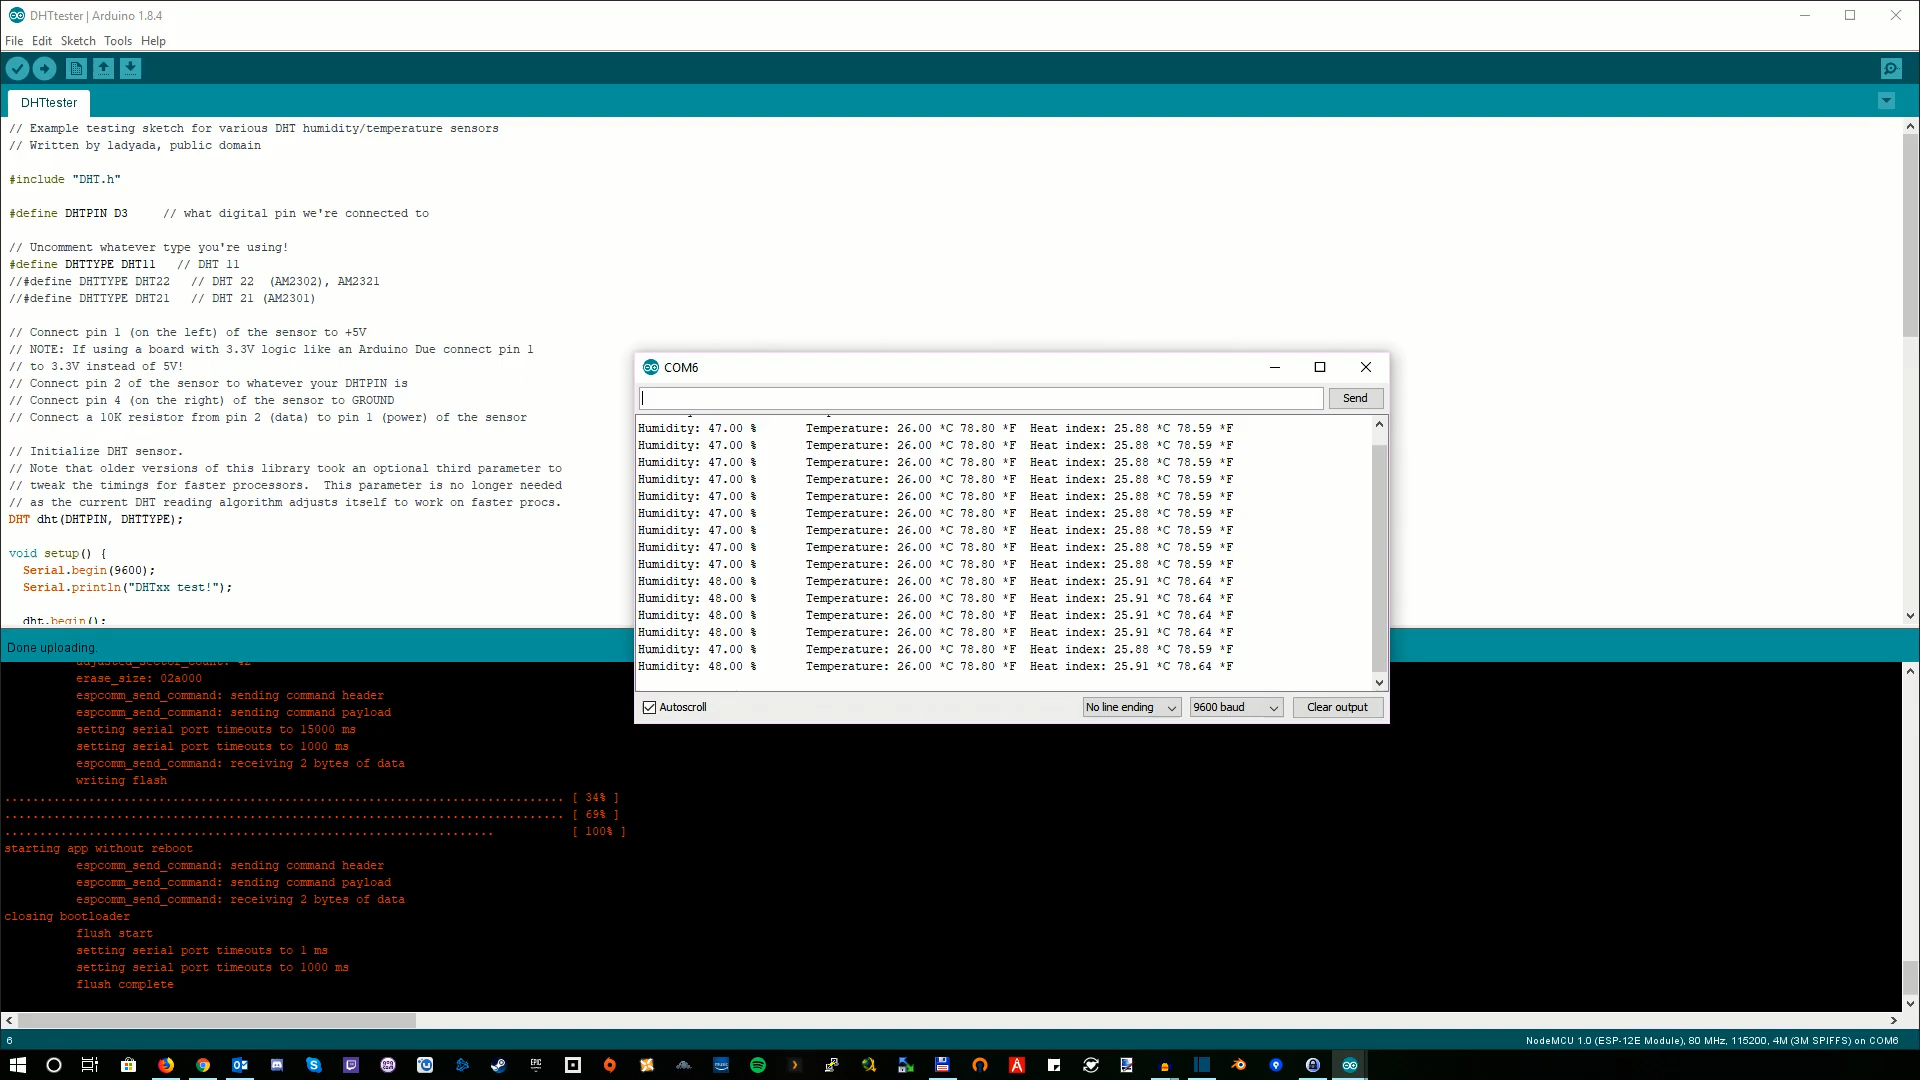 DHTtester | Arduino 1.8.4
File Edit Sketch Tools Help
DHTtester
// Example testing sketch for various DHT humidity/temperature sensors
// Written by ladyada, public domain
#include "DHT.h"
#define DHTPIN D3     // what digital pin we're connected to
// Uncomment whatever type you're using!
#define DHTTYPE DHT11   // DHT 11
//#define DHTTYPE DHT22   // DHT 22  (AM2302), AM2321
//#define DHTTYPE DHT21   // DHT 21 (AM2301)
// Connect pin 1 (on the left) of the sensor to +5V
// NOTE: If using a board with 3.3V logic like an Arduino Due connect pin 1
// to 3.3V instead of 5V!
// Connect pin 2 of the sensor to whatever your DHTPIN is
// Connect pin 4 (on the right) of the sensor to GROUND
// Connect a 10K resistor from pin 2 (data) to pin 1 (power) of the sensor
// Initialize DHT sensor.
// Note that older versions of this library took an optional third parameter to
// tweak the timings for faster processors.  This parameter is no longer needed
// as the current DHT reading algorithm adjusts itself to work on faster procs.
DHT dht(DHTPIN, DHTTYPE);
void setup() {
  Serial.begin(9600);
  Serial.println("DHTxx test!");
  dht.begin();
COM6
Send
Humidity: 47.00 %       Temperature: 26.00 *C 78.80 *F  Heat index: 25.88 *C 78.59 *F
Humidity: 47.00 %       Temperature: 26.00 *C 78.80 *F  Heat index: 25.88 *C 78.59 *F
Humidity: 47.00 %       Temperature: 26.00 *C 78.80 *F  Heat index: 25.88 *C 78.59 *F
Humidity: 47.00 %       Temperature: 26.00 *C 78.80 *F  Heat index: 25.88 *C 78.59 *F
Humidity: 47.00 %       Temperature: 26.00 *C 78.80 *F  Heat index: 25.88 *C 78.59 *F
Humidity: 47.00 %       Temperature: 26.00 *C 78.80 *F  Heat index: 25.88 *C 78.59 *F
Humidity: 47.00 %       Temperature: 26.00 *C 78.80 *F  Heat index: 25.88 *C 78.59 *F
Humidity: 47.00 %       Temperature: 26.00 *C 78.80 *F  Heat index: 25.88 *C 78.59 *F
Humidity: 47.00 %       Temperature: 26.00 *C 78.80 *F  Heat index: 25.88 *C 78.59 *F
Humidity: 48.00 %       Temperature: 26.00 *C 78.80 *F  Heat index: 25.91 *C 78.64 *F
Humidity: 48.00 %       Temperature: 26.00 *C 78.80 *F  Heat index: 25.91 *C 78.64 *F
Humidity: 48.00 %       Temperature: 26.00 *C 78.80 *F  Heat index: 25.91 *C 78.64 *F
Humidity: 48.00 %       Temperature: 26.00 *C 78.80 *F  Heat index: 25.91 *C 78.64 *F
Humidity: 47.00 %       Temperature: 26.00 *C 78.80 *F  Heat index: 25.88 *C 78.59 *F
Humidity: 48.00 %       Temperature: 26.00 *C 78.80 *F  Heat index: 25.91 *C 78.64 *F
Autoscroll No line ending 9600 baud Clear output
Done uploading.
adjusted_sector_count: 42
erase_size: 02a000
espcomm_send_command: sending command header
espcomm_send_command: sending command payload
setting serial port timeouts to 15000 ms
setting serial port timeouts to 1000 ms
espcomm_send_command: receiving 2 bytes of data
writing flash
................................................................................ [ 34% ]
................................................................................ [ 69% ]
......................................................................           [ 100% ]
starting app without reboot
espcomm_send_command: sending command header
espcomm_send_command: sending command payload
espcomm_send_command: receiving 2 bytes of data
closing bootloader
flush start
setting serial port timeouts to 1 ms
setting serial port timeouts to 1000 ms
flush complete
6 NodeMCU 1.0 (ESP-12E Module), 80 MHz, 115200, 4M (3M SPIFFS) on COM6